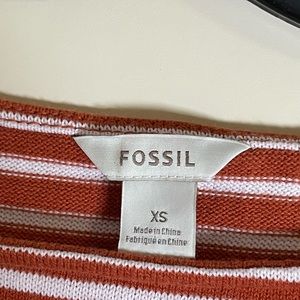 FOSSIL
XS
Made in China
Fabriqué en Chine